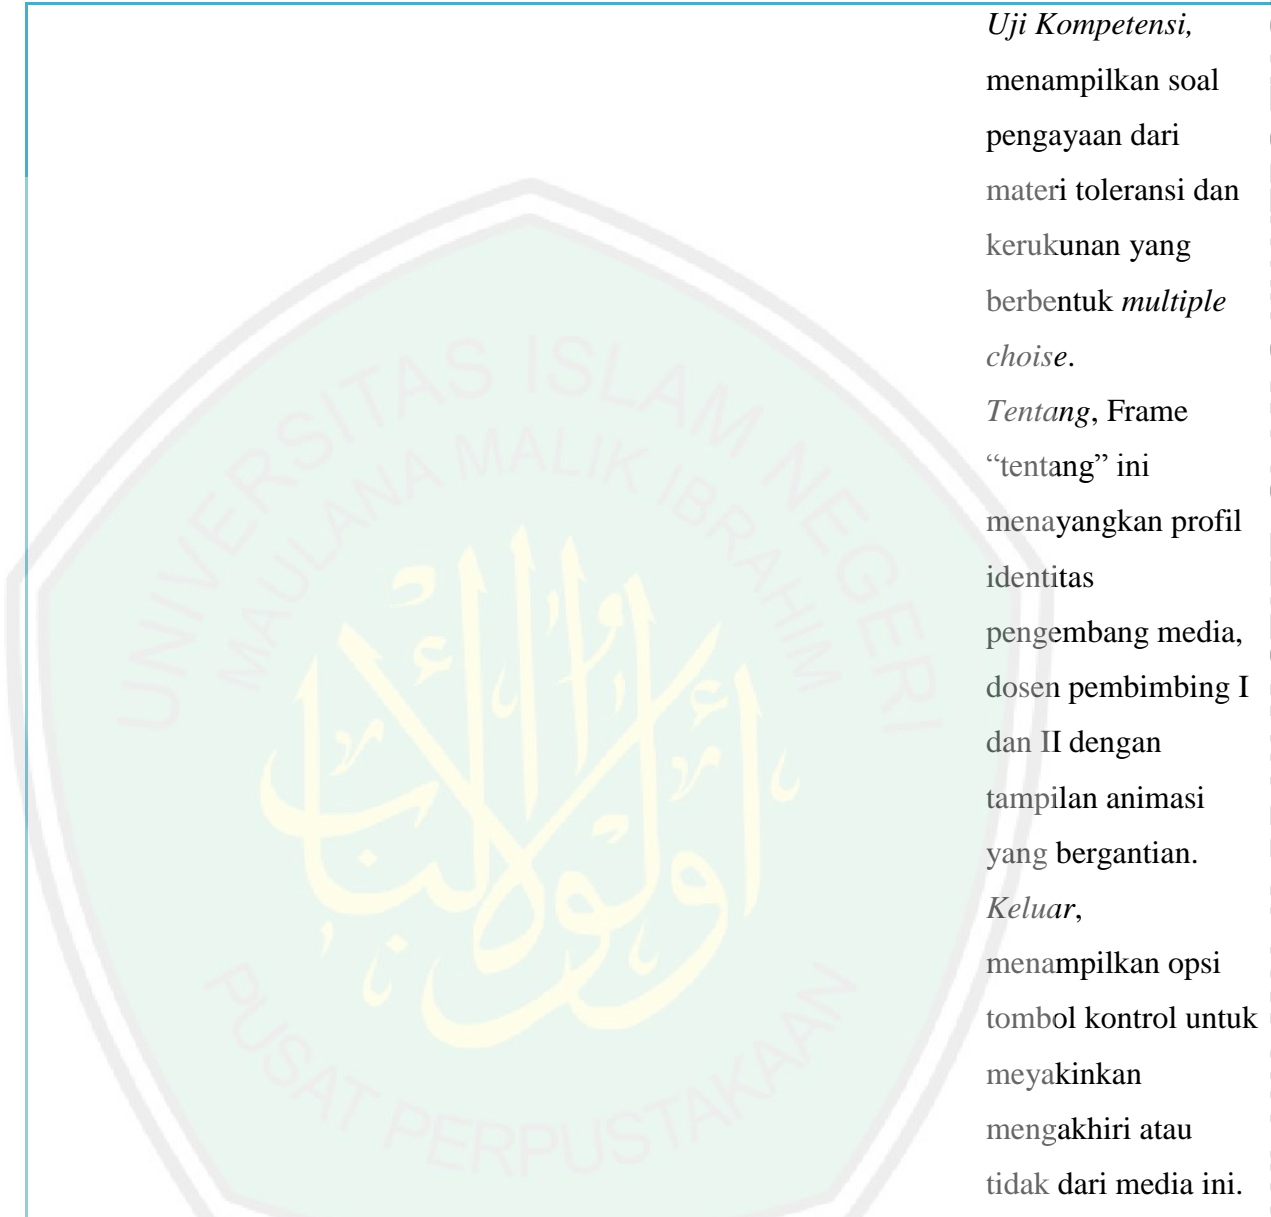 Uji Kompetensi,
menampilkan soal
pengayaan dari
materi toleransi dan
kerukunan yang
berbentuk multiple
choise.
Tentang, Frame
“tentang” ini
menayangkan profil
identitas
pengembang media,
dosen pembimbing I
dan II dengan
tampilan animasi
yang bergantian.
Keluar,
menampilkan opsi
tombol kontrol untuk
meyakinkan
mengakhiri atau
tidak dari media ini.
UNIVERSITAS ISLAM NEGERI
MAULANA MALIK IBRAHIM
PUSAT PERPUSTAKAAN